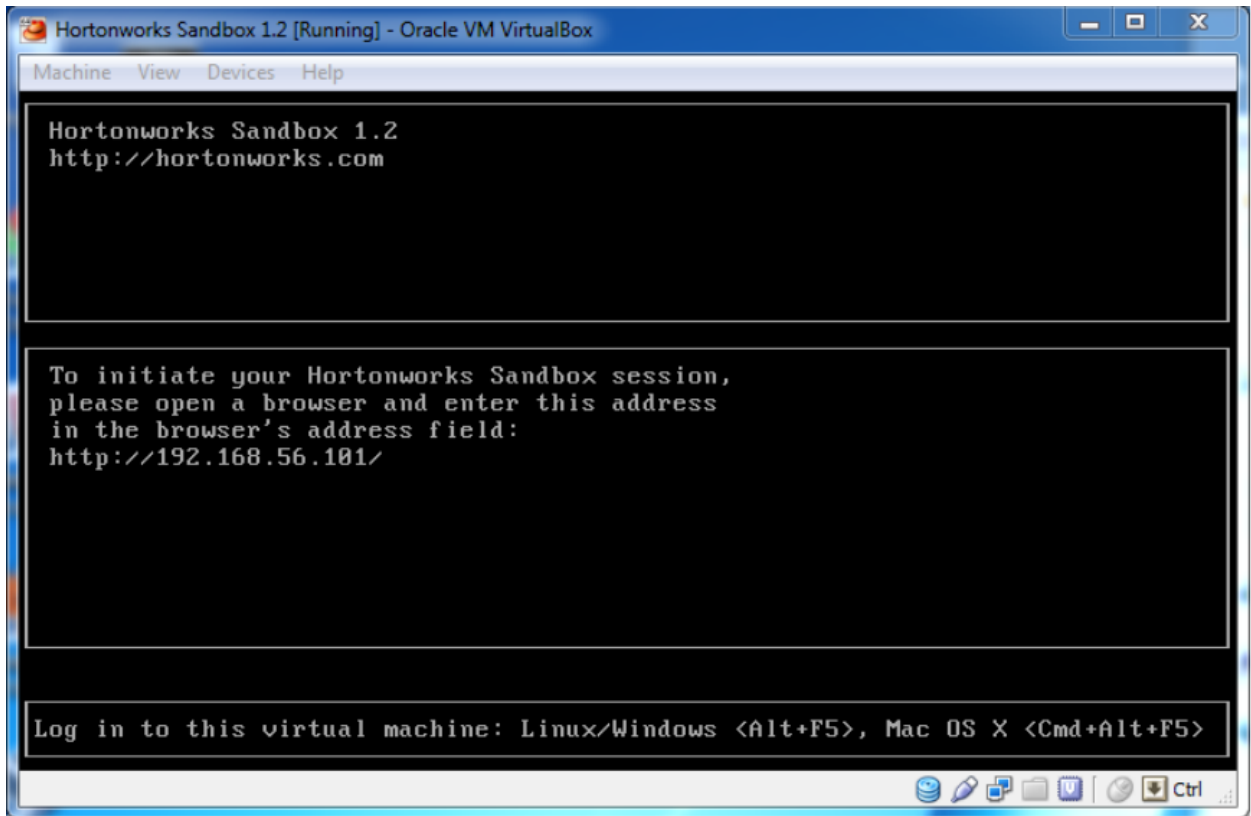 Hortonworks Sandbox 1.2 [Running] - Oracle VM VirtualBox
Machine View Devices Help
Hortonworks Sandbox 1.2
http://hortonworks.com
To initiate your Hortonworks Sandbox session,
please open a browser and enter this address
in the browser's address field:
http://192.168.56.101/
Log in to this virtual machine: Linux/Windows <Alt+F5>, Mac OS X <Cmd+Alt+F5>
Ctrl